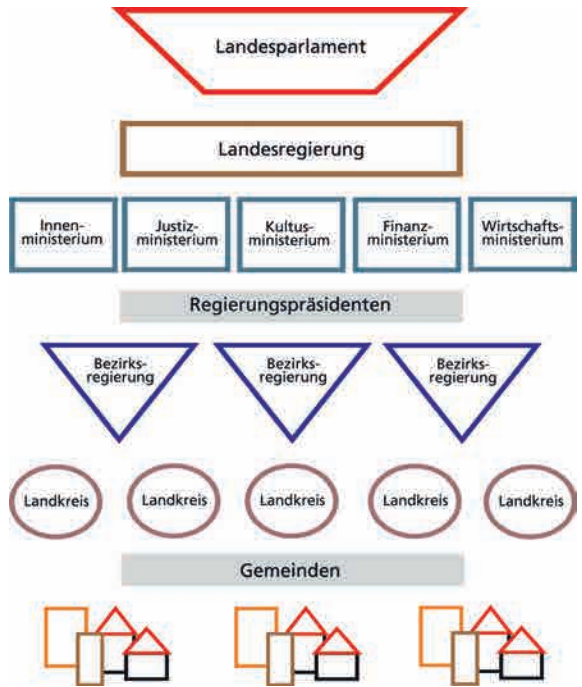 Landesparlament
Landesregierung
Innen-
ministerium
Justiz-
ministerium
Kultus-
ministerium
Finanz-
ministerium
Wirtschafts-
ministerium
Regierungspräsidenten
Bezirks-
regierung
Bezirks-
regierung
Bezirks-
regierung
Landkreis
Landkreis
Landkreis
Landkreis
Landkreis
Gemeinden